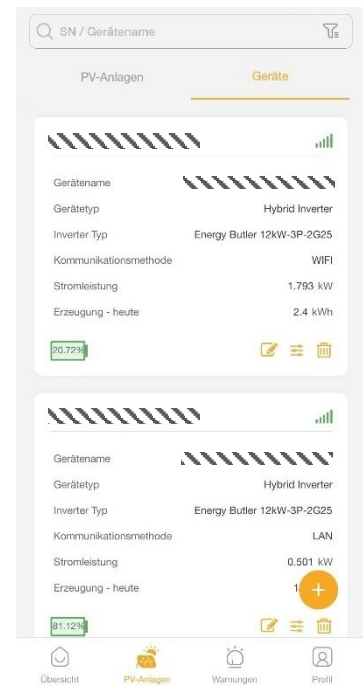 SN / Gerätename
PV-Anlagen Geräte
Gerätename
Gerätetyp Hybrid Inverter
Inverter Typ Energy Butler 12kW-3P-2G25
Kommunikationsmethode WIFI
Stromleistung 1.793 kW
Erzeugung - heute 2.4 kWh
20.72%
Gerätename
Gerätetyp Hybrid Inverter
Inverter Typ Energy Butler 12kW-3P-2G25
Kommunikationsmethode LAN
Stromleistung 0.501 kW
Erzeugung - heute
81.12%
Übersicht PV-Anlagen Warnungen Profil